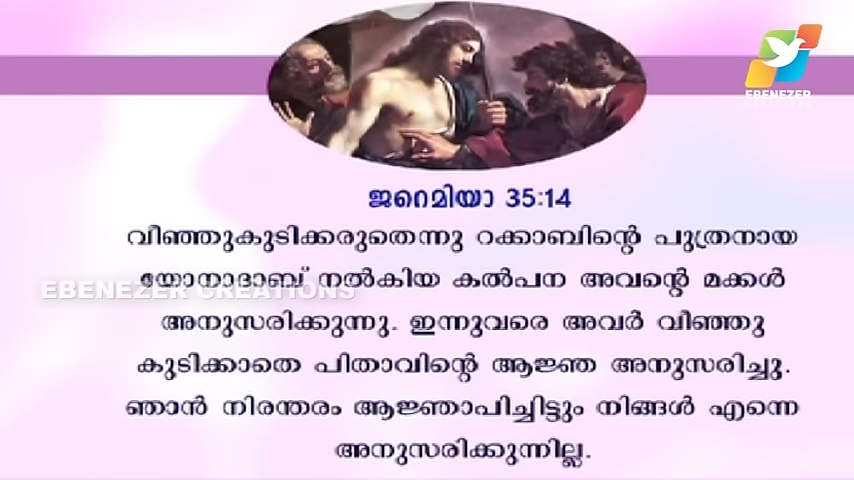 EBENEZER
ജറെമിയാ 35:14
വീഞ്ഞുകുടിക്കരുതെന്നു റക്കാബിന്റെ പുത്രനായ
യോനാദാബ് നൽകിയ കൽപന അവന്റെ മക്കൾ
EBENEZER CREATIONS
അനുസരിക്കുന്നു. ഇന്നുവരെ അവർ വീഞ്ഞു
കുടിക്കാതെ പിതാവിന്റെ ആജ്ഞ അനുസരിച്ചു.
ഞാൻ നിരന്തരം ആജ്ഞാപിച്ചിട്ടും നിങ്ങൾ എന്നെ
അനുസരിക്കുന്നില്ല.